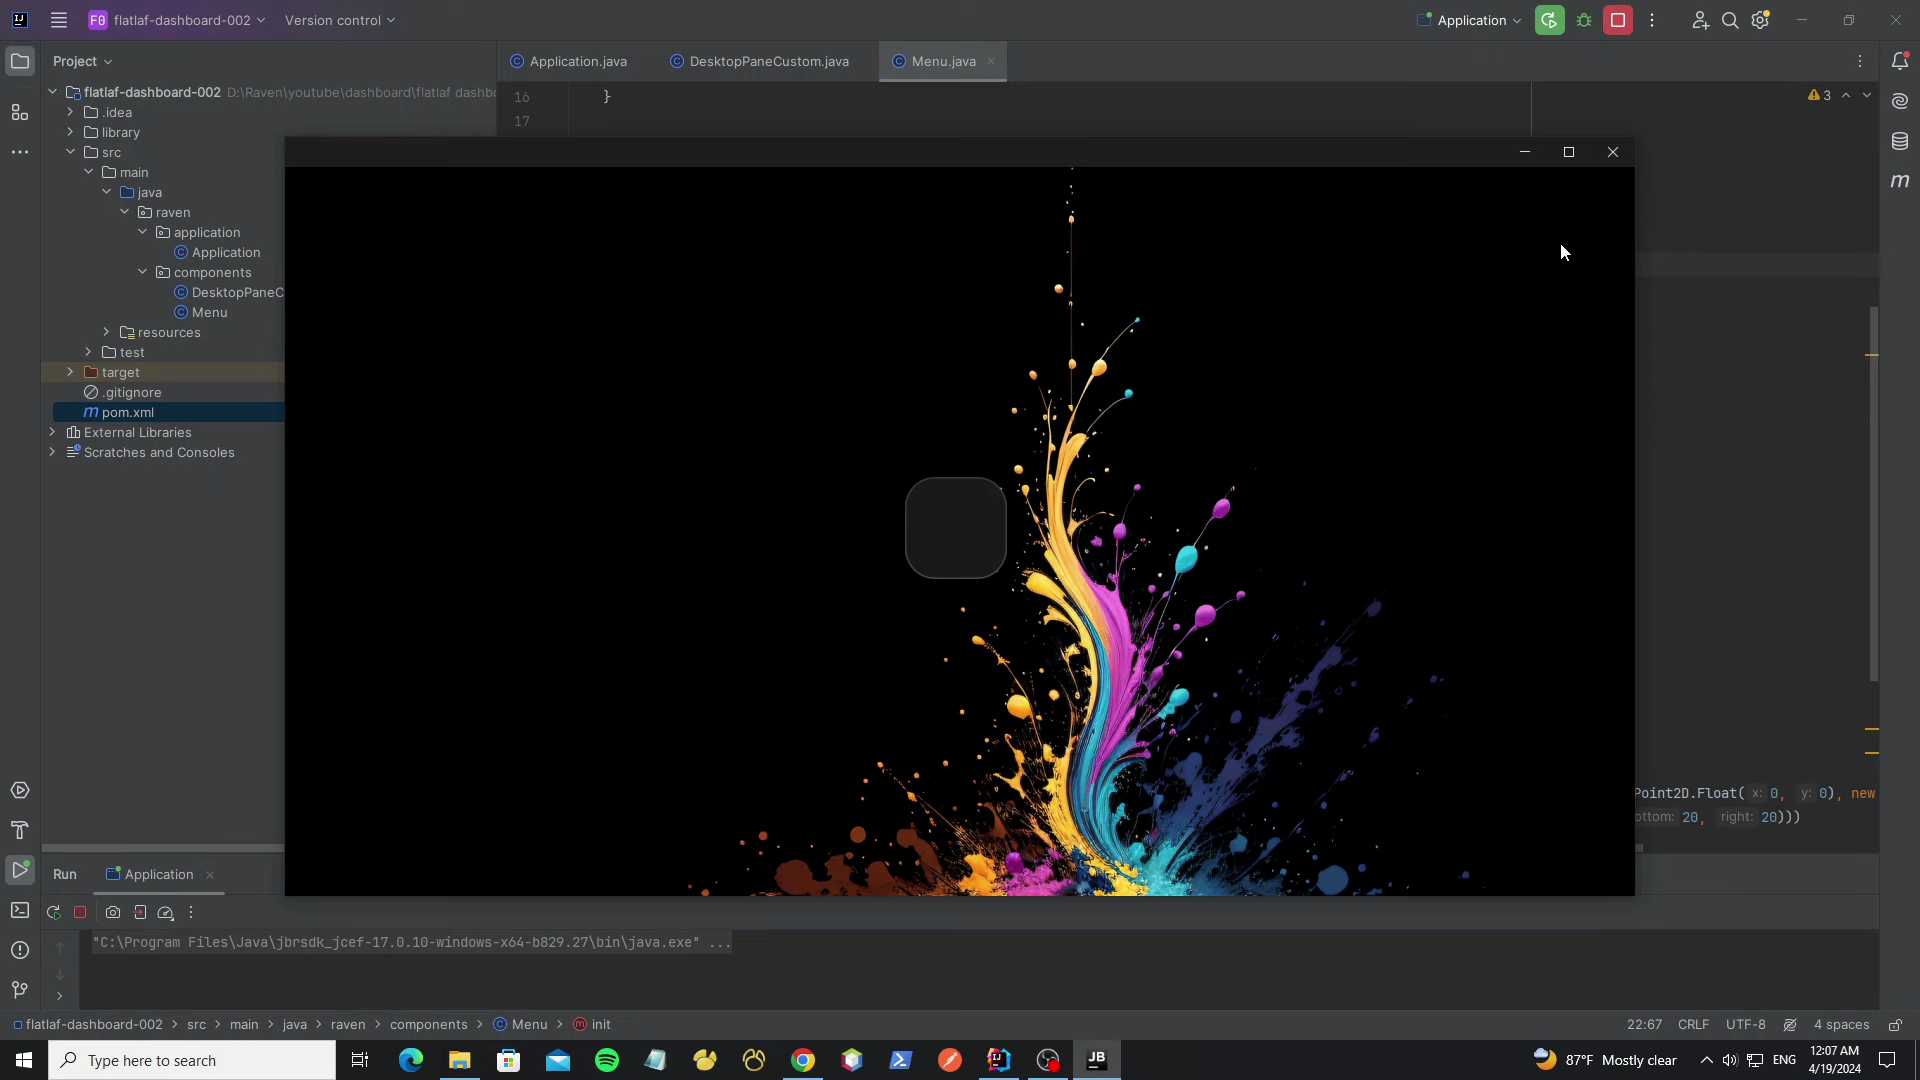 F0 flatlaf-dashboard-002 Version control Application
Project Application.java DesktopPaneCustom.java Menu.java
flatlaf-dashboard-002 D:\Raven\youtube\dashboard\flatlaf dashb
16 }
3
.idea
17
library
src
main
java
raven
application
Application
components
DesktopPaneC
Menu
resources
test
target
.gitignore
m pom.xml
External Libraries
Scratches and Consoles
Point2D.Float( x: 0, y: 0), new
ottom: 20, right: 20)))
Run Application
"C:\Program Files\Java\jbrsdk_jcef-17.0.10-windows-x64-b829.27\bin\java.exe" ...
flatlaf-dashboard-002 > src > main > java > raven > components > Menu > init
22:67 CRLF UTF-8 4 spaces
Type here to search
JB
87°F Mostly clear
ENG
12:07 AM
4/19/2024